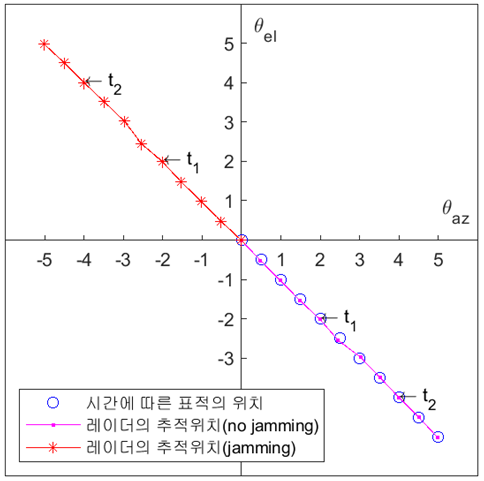 θel
5
4
3
2
1
t2
t1
θaz
-5 -4 -3 -2 -1 1 2 3 4 5
-1
-2
-3
t1
t2
시간에 따른 표적의 위치
레이더의 추적위치(no jamming)
레이더의 추적위치(jamming)